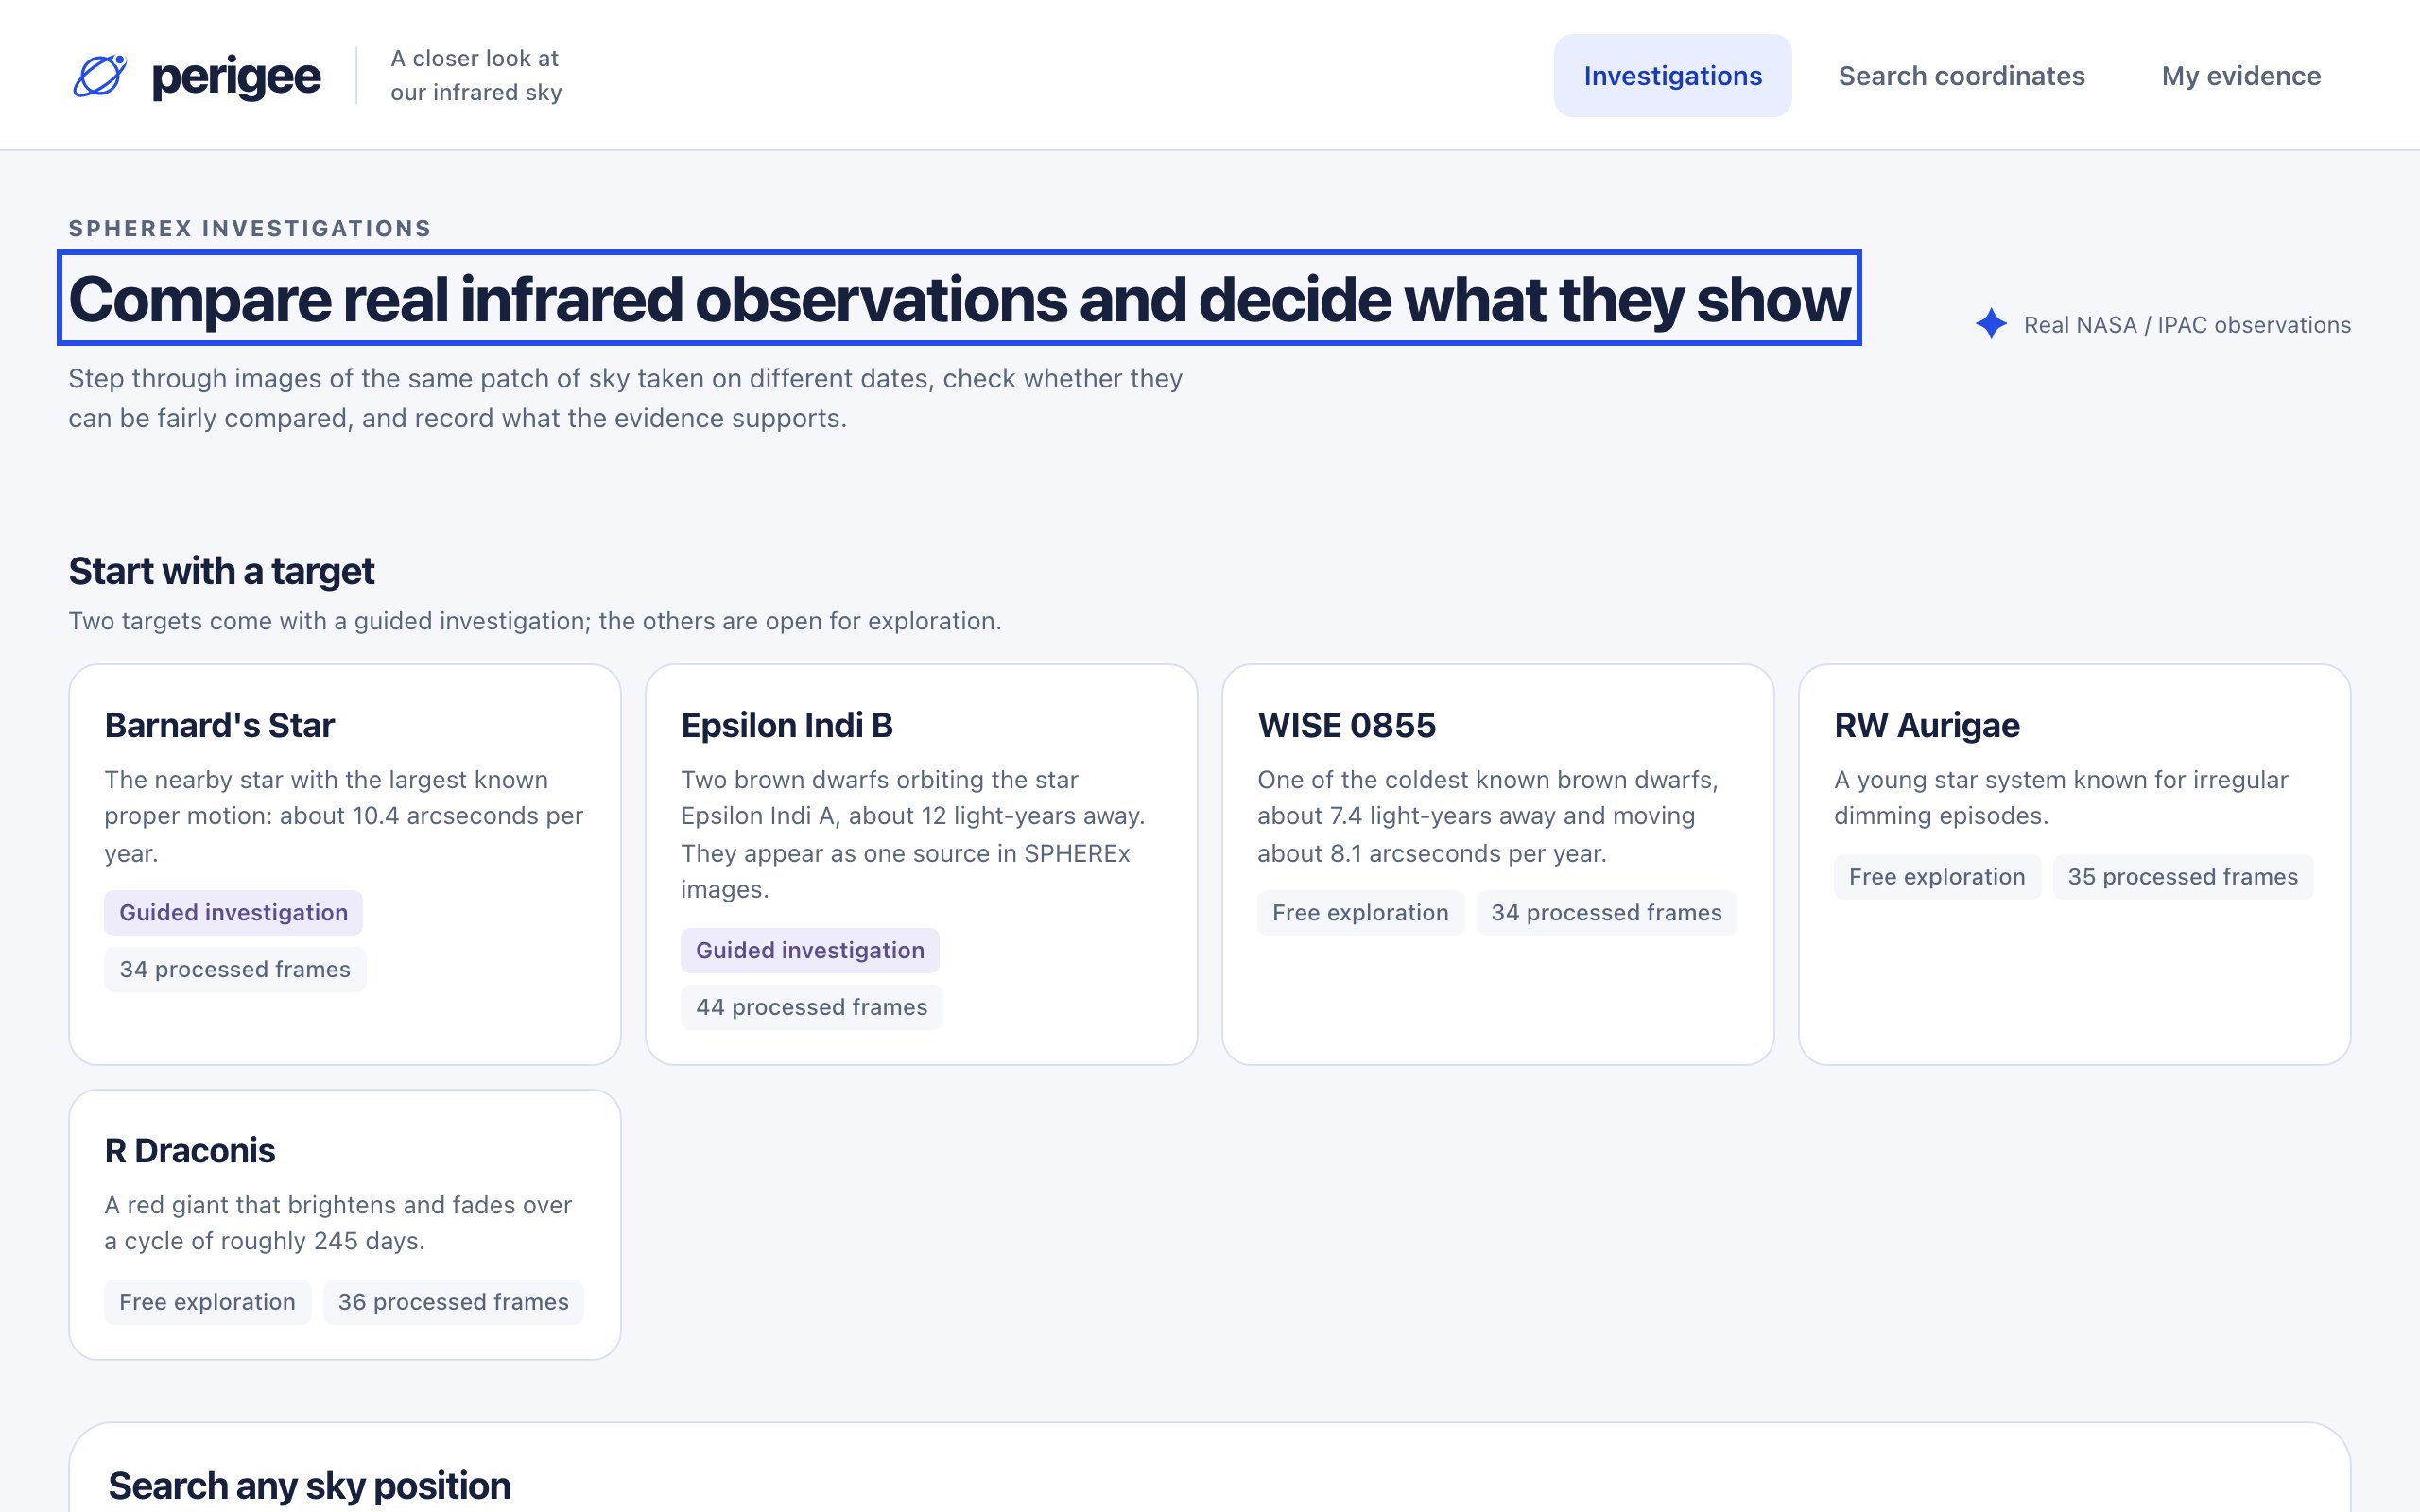 perigee
A closer look at
our infrared sky
Investigations
Search coordinates
My evidence
SPHEREX INVESTIGATIONS
Compare real infrared observations and decide what they show
Real NASA / IPAC observations
Step through images of the same patch of sky taken on different dates, check whether they
can be fairly compared, and record what the evidence supports.
Start with a target
Two targets come with a guided investigation; the others are open for exploration.
Barnard's Star
The nearby star with the largest known
proper motion: about 10.4 arcseconds per
year.
Guided investigation
34 processed frames
Epsilon Indi B
Two brown dwarfs orbiting the star
Epsilon Indi A, about 12 light-years away.
They appear as one source in SPHEREx
images.
Guided investigation
44 processed frames
WISE 0855
One of the coldest known brown dwarfs,
about 7.4 light-years away and moving
about 8.1 arcseconds per year.
Free exploration
34 processed frames
RW Aurigae
A young star system known for irregular
dimming episodes.
Free exploration
35 processed frames
R Draconis
A red giant that brightens and fades over
a cycle of roughly 245 days.
Free exploration
36 processed frames
Search any sky position